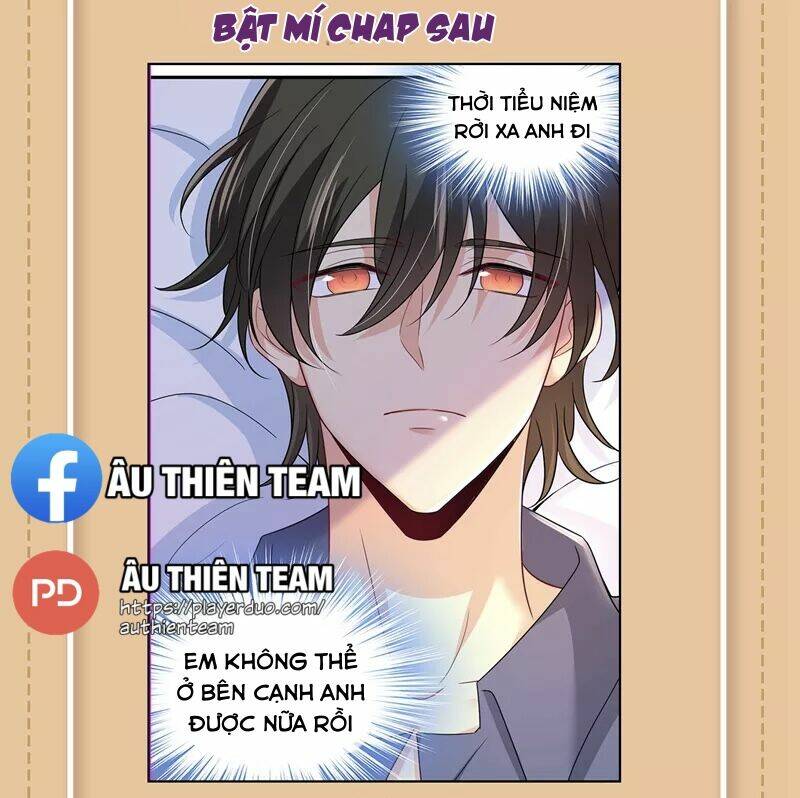 BẬT MÍ CHAP SAU
THỜI TIỂU NIỆM
RỜI XA ANH ĐI
f ÂU THIÊN TEAM
PD ÂU THIÊN TEAM
https://playerduo.com/
authienteam
EM KHÔNG THỂ
Ở BÊN CẠNH ANH
ĐƯỢC NỮA RỒI